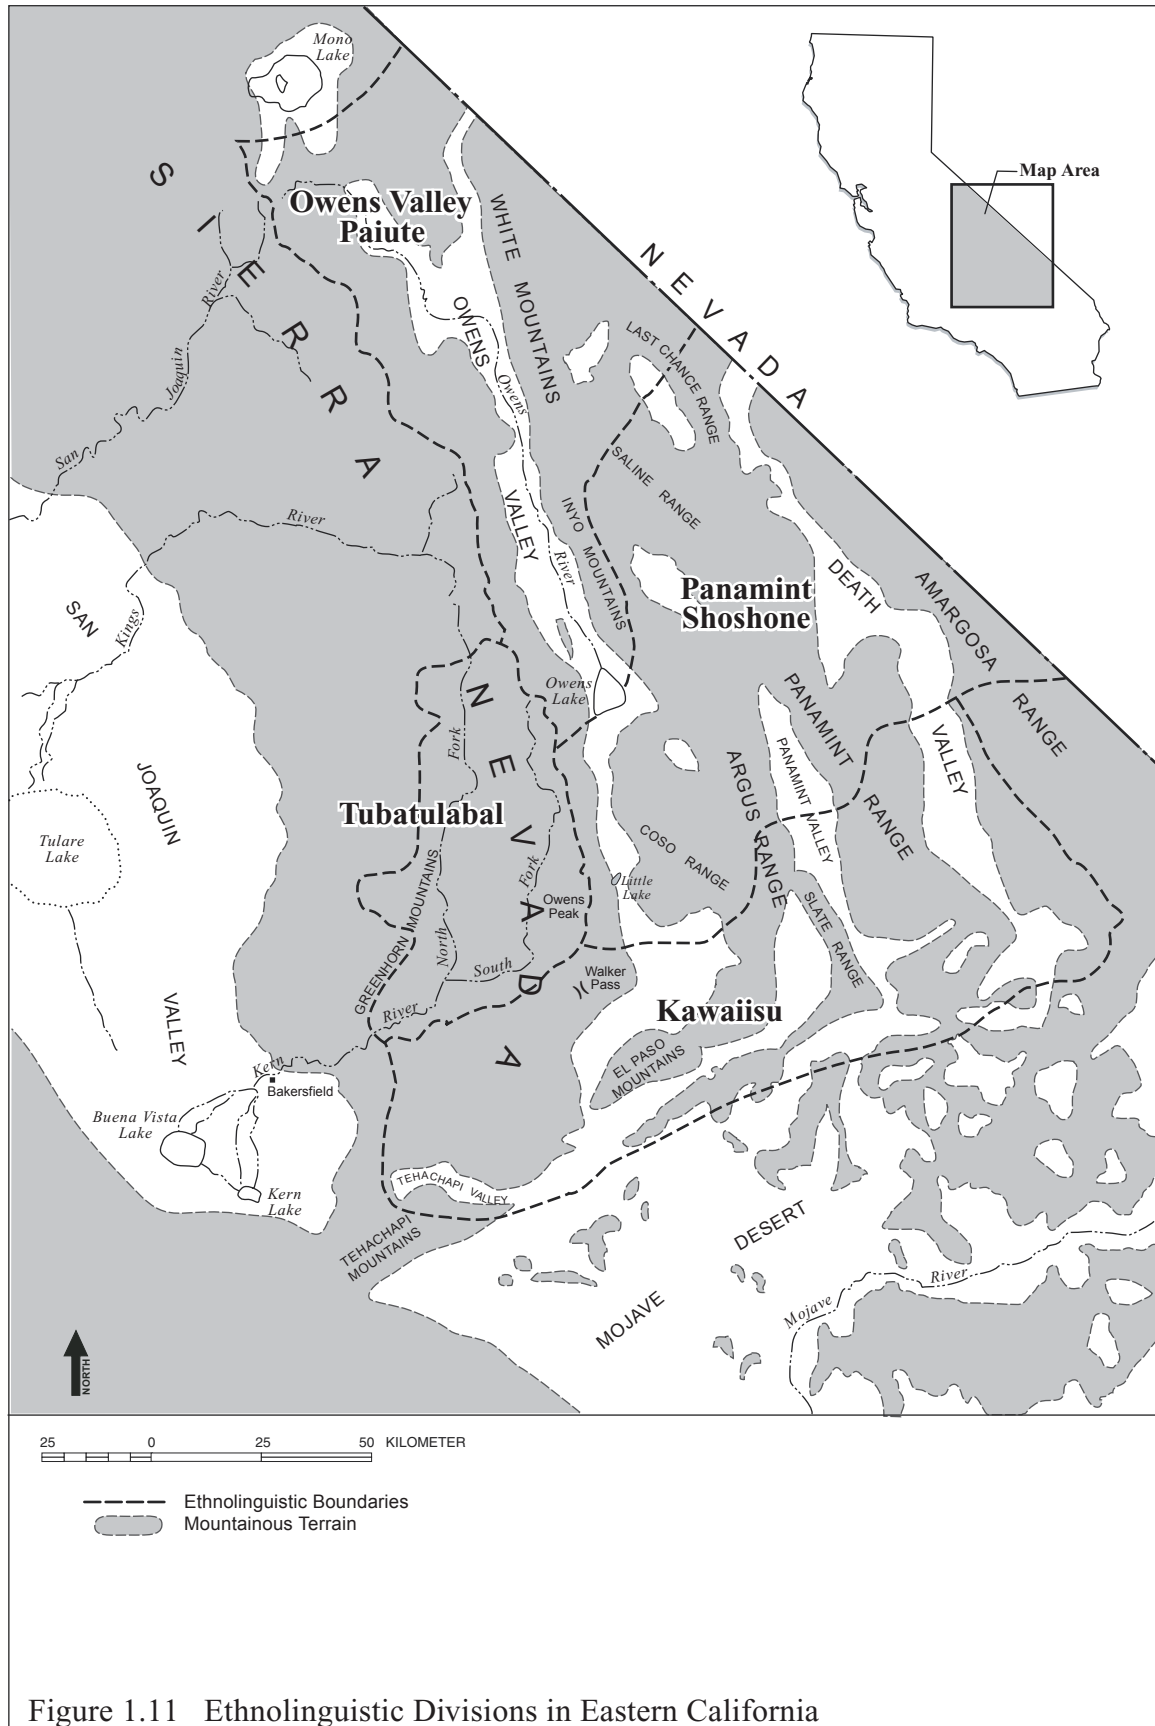 Mono
Lake
Map Area
SIERRA
NEVADA
Owens Valley
Paiute
WHITE MOUNTAINS
NEVADA
OWENS
VALLEY
Owens
River
LAST CHANCE RANGE
SALINE RANGE
INYO MOUNTAINS
San
Joaquin
River
River
Kings
SAN
JOAQUIN
VALLEY
Panamint
Shoshone
DEATH
VALLEY
AMARGOSA
RANGE
Owens
Lake
PANAMINT
RANGE
PANAMINT VALLEY
ARGUS RANGE
Fork
Tubatulabal
Tulare
Lake
COSO RANGE
Little
Lake
Fork
Owens
Peak
GREENHORN MOUNTAINS
North
South
SLATE RANGE
Walker
Pass
Kawaiisu
River
Kern
EL PASO
MOUNTAINS
Bakersfield
Buena Vista
Lake
Kern
Lake
TEHACHAPI VALLEY
TEHACHAPI
MOUNTAINS
MOJAVE
DESERT
Mojave
River
NORTH
25 0 25 50 KILOMETER
Ethnolinguistic Boundaries
Mountainous Terrain
Figure 1.11 Ethnolinguistic Divisions in Eastern California